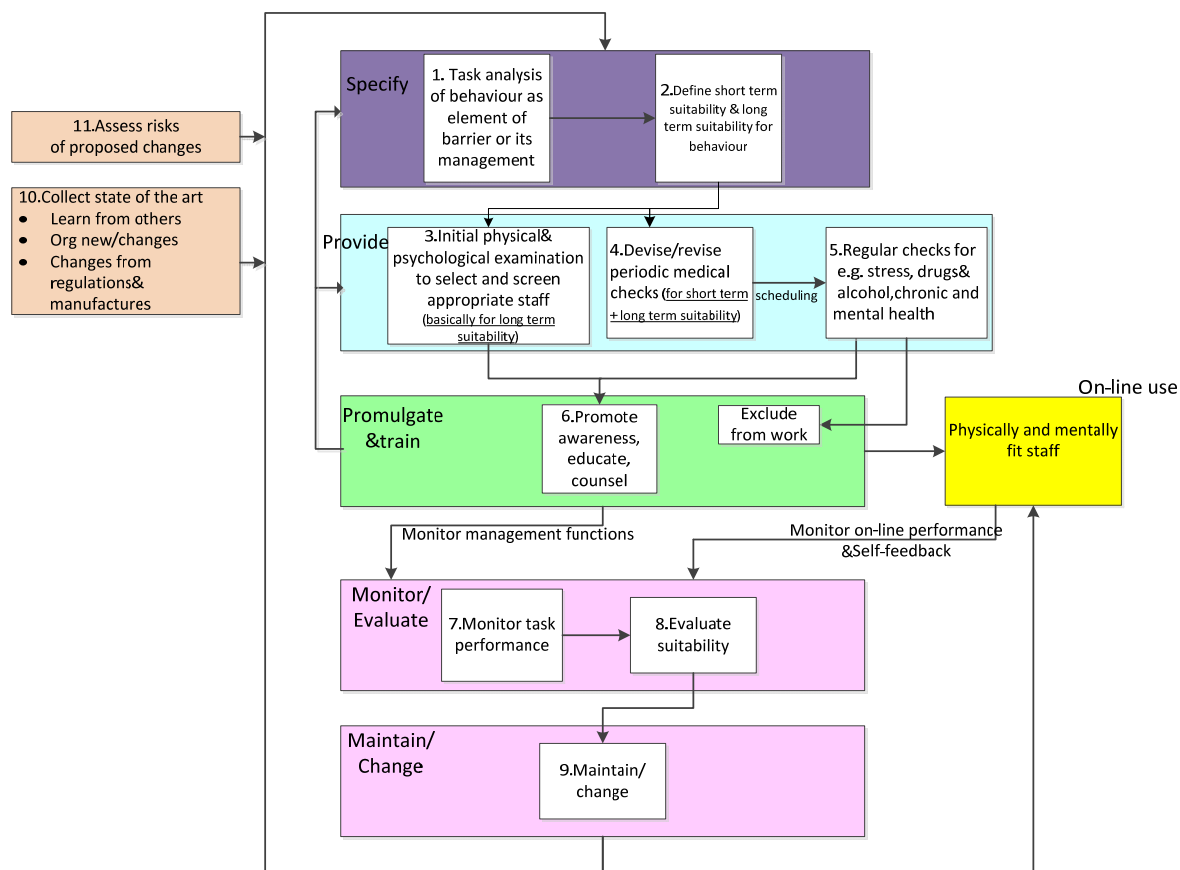 Specify
1. Task analysis
of behaviour as
element of
barrier or its
management
2.Define short term
suitability & long
term suitability for
behaviour
11.Assess risks
of proposed changes
10.Collect state of the art
● Learn from others
● Org new/changes
● Changes from
regulations&
manufactures
Provide
3.Initial physical&
psychological examination
to select and screen
appropriate staff
(basically for long term
suitability)
4.Devise/revise
periodic medical
checks (for short term
+ long term suitability)
scheduling
5.Regular checks for
e.g. stress, drugs&
alcohol,chronic and
mental health
Promulgate
&train
6.Promote
awareness,
educate,
counsel
Exclude
from work
On-line use
Physically and mentally
fit staff
Monitor management functions
Monitor on-line performance
&Self-feedback
Monitor/
Evaluate
7.Monitor task
performance
8.Evaluate
suitability
Maintain/
Change
9.Maintain/
change